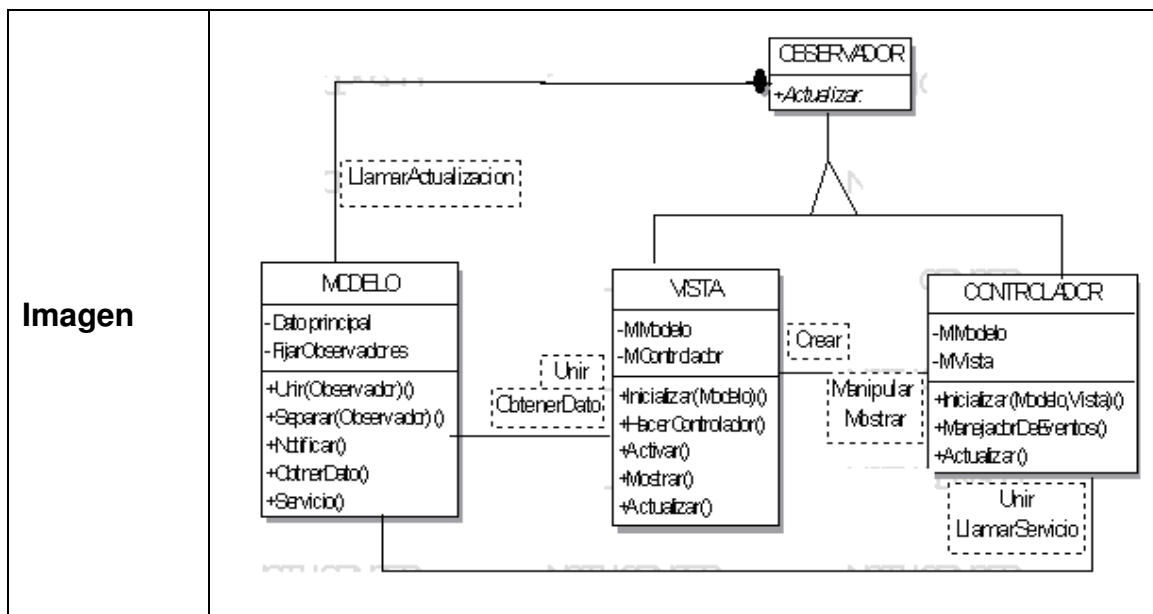 Imagen
OBSERVADOR
+Actualizar.
LlamarActualizacion
MODELO
- Dato principal
- FijarObservadores
+Unir(Observador)()
+Separar(Observador)()
+Notificar()
+ObtnerDato()
+Servicio()
Unir
ObtenerDato
VISTA
-MModelo
-MControlador
+Inicializar(Modelo)()
+HacerControlador()
+Activar()
+Mostrar()
+Actualizar()
Crear
Manipular
Mostrar
CONTROLADOR
- MModelo
- MVista
+Inicializar(Modelo,Vista)()
+ManejadorDeEventos()
+Actualizar()
Unir
LlamarServicio